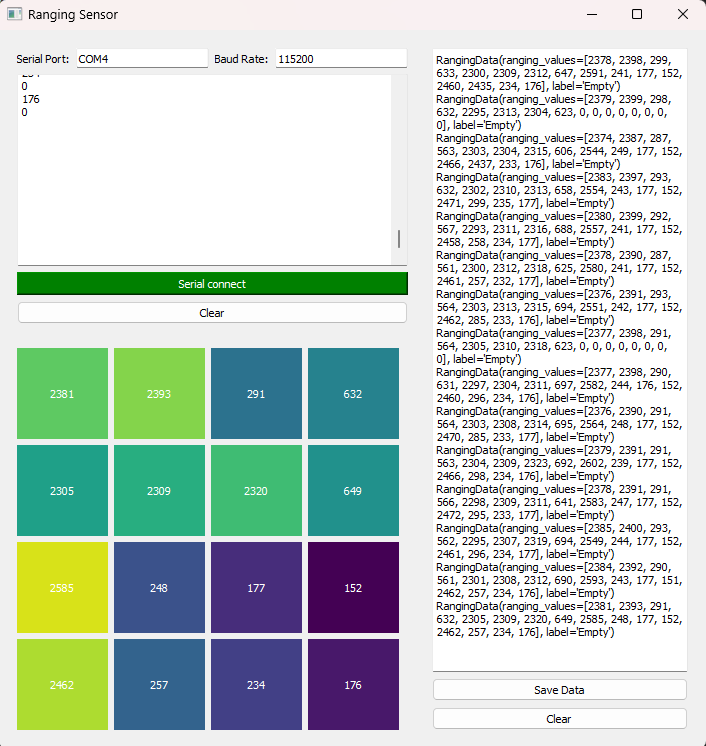 Ranging Sensor
Serial Port: COM4 Baud Rate: 115200
0
176
0
Serial connect
Clear
2381 2393 291 632
2305 2309 2320 649
2585 248 177 152
2462 257 234 176
RangingData(ranging_values=[2378, 2398, 299,
633, 2300, 2309, 2312, 647, 2591, 241, 177, 152,
2460, 2435, 234, 176], label='Empty')
RangingData(ranging_values=[2379, 2399, 298,
632, 2295, 2313, 2304, 623, 0, 0, 0, 0, 0, 0, 0,
0], label='Empty')
RangingData(ranging_values=[2374, 2387, 287,
563, 2303, 2304, 2315, 606, 2544, 249, 177, 152,
2466, 2437, 233, 176], label='Empty')
RangingData(ranging_values=[2383, 2397, 293,
632, 2302, 2310, 2313, 658, 2554, 243, 177, 152,
2471, 299, 235, 177], label='Empty')
RangingData(ranging_values=[2380, 2399, 292,
567, 2293, 2311, 2316, 688, 2557, 241, 177, 152,
2458, 258, 234, 177], label='Empty')
RangingData(ranging_values=[2378, 2390, 287,
561, 2300, 2312, 2318, 625, 2580, 241, 177, 152,
2461, 257, 232, 177], label='Empty')
RangingData(ranging_values=[2376, 2391, 293,
564, 2303, 2313, 2315, 694, 2551, 242, 177, 152,
2462, 285, 233, 176], label='Empty')
RangingData(ranging_values=[2377, 2398, 291,
564, 2305, 2310, 2318, 623, 0, 0, 0, 0, 0, 0, 0,
0], label='Empty')
RangingData(ranging_values=[2377, 2398, 290,
631, 2297, 2304, 2311, 697, 2582, 244, 176, 152,
2460, 296, 234, 176], label='Empty')
RangingData(ranging_values=[2376, 2390, 291,
564, 2303, 2308, 2314, 695, 2564, 248, 177, 152,
2470, 285, 233, 177], label='Empty')
RangingData(ranging_values=[2379, 2391, 291,
563, 2304, 2309, 2323, 692, 2602, 239, 177, 152,
2466, 298, 234, 176], label='Empty')
RangingData(ranging_values=[2378, 2391, 291,
566, 2298, 2309, 2311, 641, 2583, 247, 177, 152,
2472, 295, 233, 177], label='Empty')
RangingData(ranging_values=[2385, 2400, 293,
562, 2295, 2307, 2319, 694, 2549, 244, 177, 152,
2461, 296, 234, 177], label='Empty')
RangingData(ranging_values=[2384, 2392, 290,
561, 2301, 2308, 2312, 690, 2593, 243, 177, 151,
2462, 257, 234, 176], label='Empty')
RangingData(ranging_values=[2381, 2393, 291,
632, 2305, 2309, 2320, 649, 2585, 248, 177, 152,
2462, 257, 234, 176], label='Empty')
Save Data
Clear